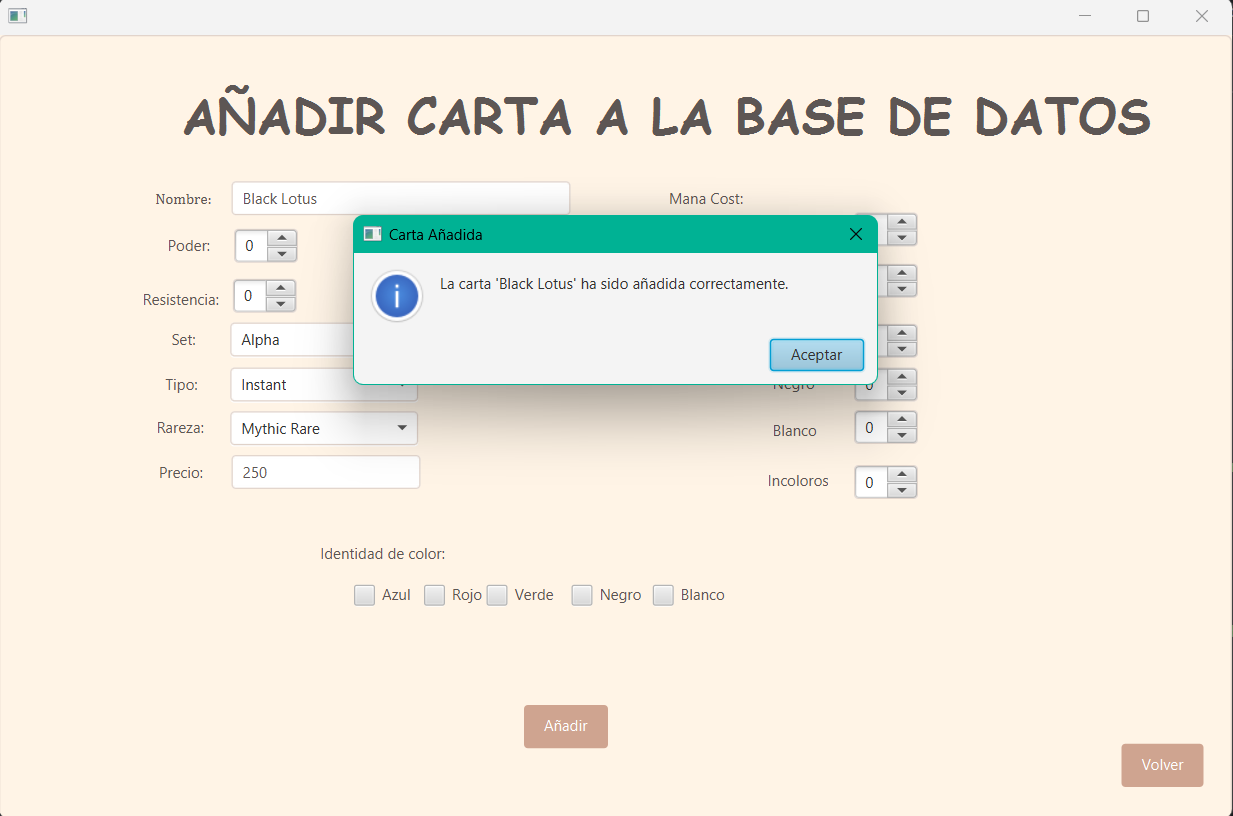 AÑADIR CARTA A LA BASE DE DATOS
Nombre: Black Lotus
Mana Cost:
Poder: 0
Resistencia: 0
Set: Alpha
Tipo: Instant
Rareza: Mythic Rare
Precio: 250
Carta Añadida
La carta 'Black Lotus' ha sido añadida correctamente.
Aceptar
Negro 0
Blanco 0
Incoloros 0
Identidad de color:
Azul Rojo Verde Negro Blanco
Añadir
Volver